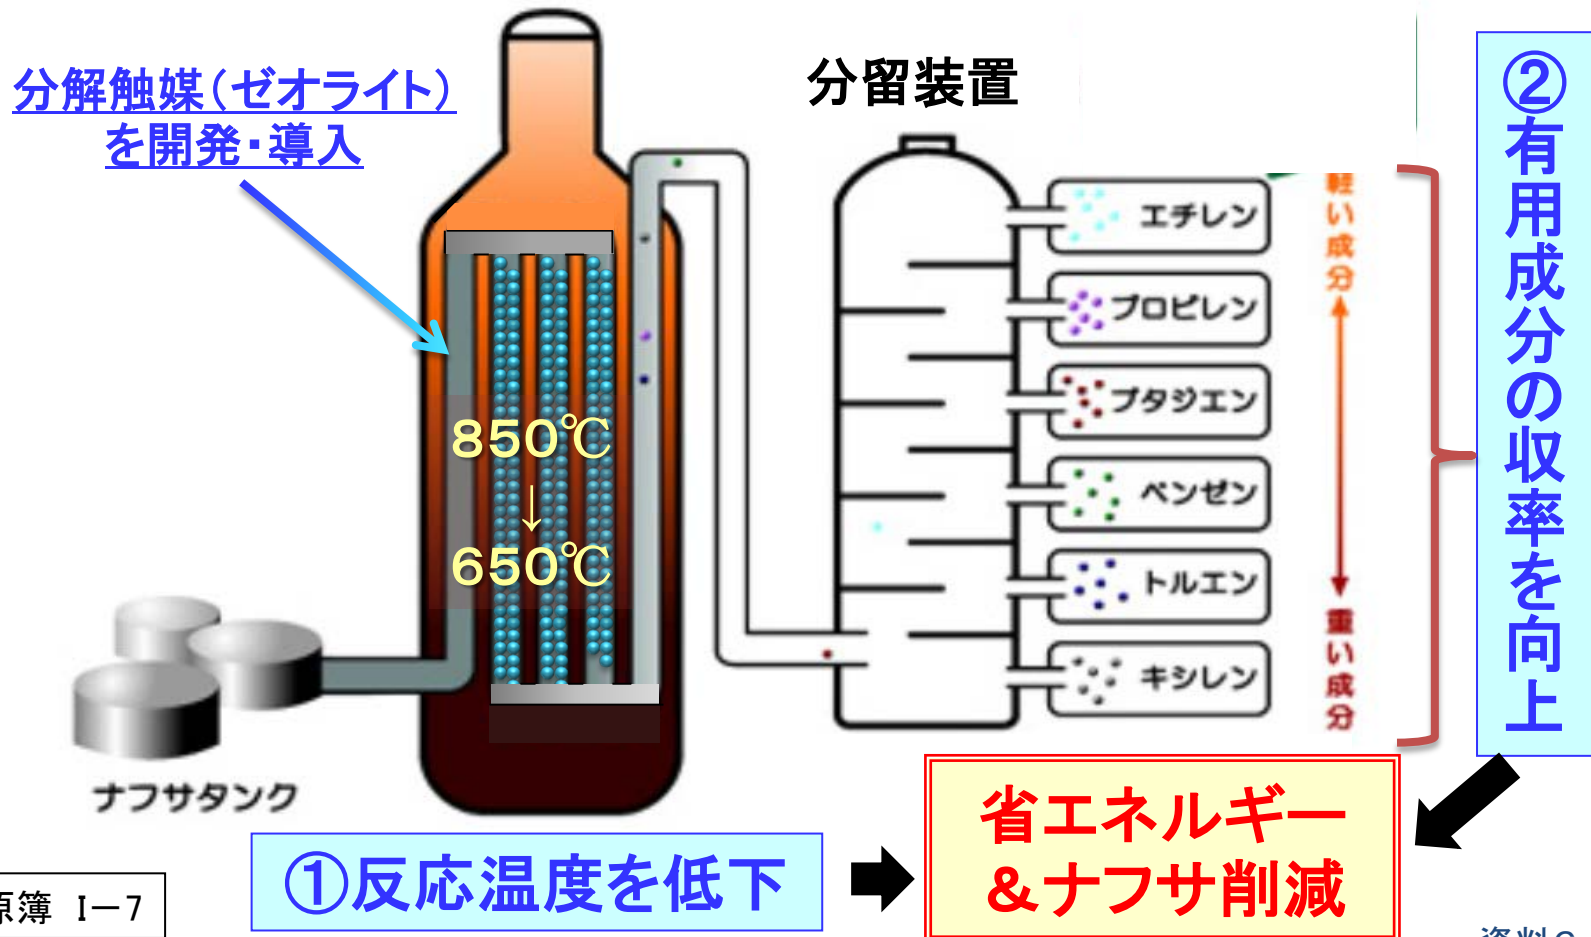 分解触媒（ゼオライト）
を開発・導入
分留装置
850℃
↓
650℃
ナフサタンク
エチレン
プロピレン
ブタジエン
ベンゼン
トルエン
キシレン
軽い成分
重い成分
②有用成分の収率を向上
①反応温度を低下
省エネルギー
＆ナフサ削減
原簿 Ⅰ－7